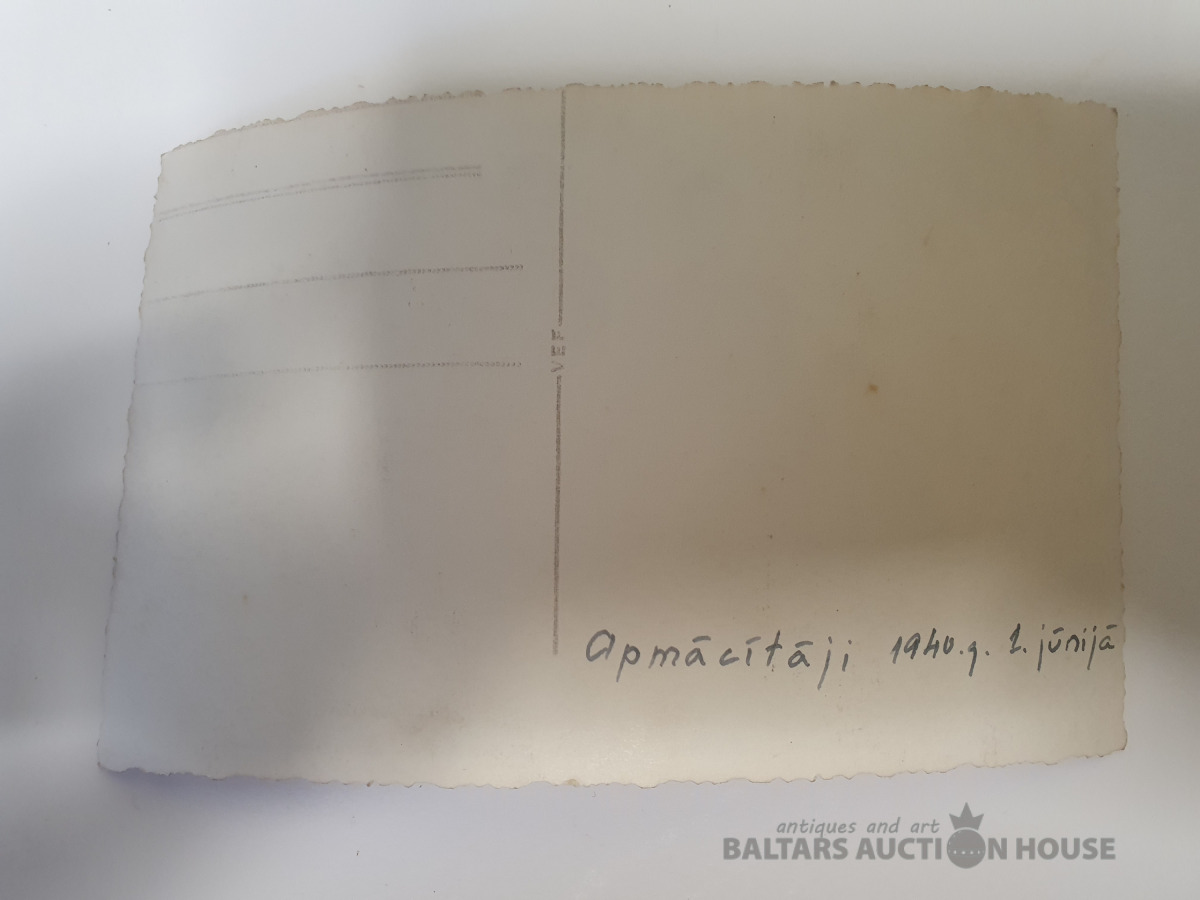 VEF
Apmācītāji 1940.g. 1. jūnijā
antiques and art
BALTARS AUCTION HOUSE